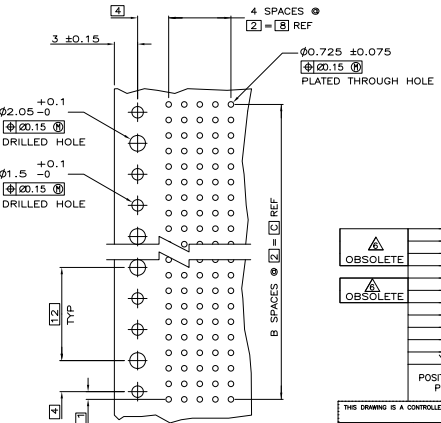 4
4 SPACES @
2 = 8 REF
3 ±0.15
Ø0.725 ±0.075
⌖ Ø0.15 Ⓜ
PLATED THROUGH HOLE
+0.1
Ø2.05 -0
⌖ Ø0.15 Ⓜ
DRILLED HOLE
+0.1
Ø1.5 -0
⌖ Ø0.15 Ⓜ
DRILLED HOLE
B SPACES @ 2 = C REF
12 TYP
4
1
6
OBSOLETE
6
OBSOLETE
THIS DRAWING IS A CONTROLLE